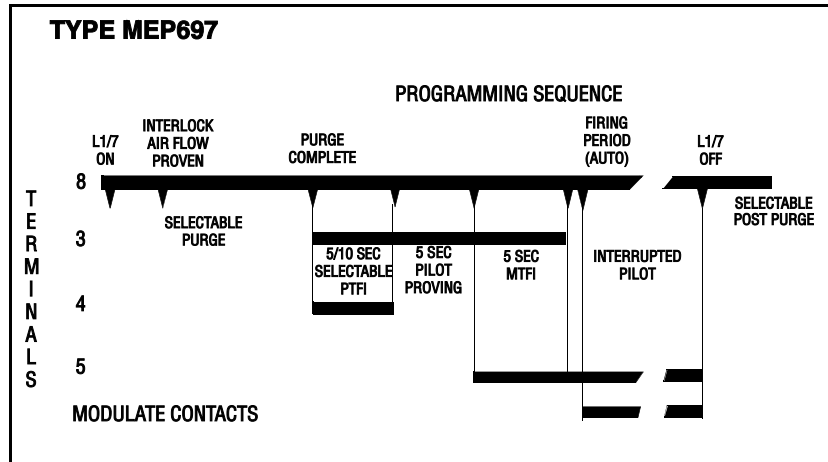 TYPE MEP697
PROGRAMMING SEQUENCE
L1/7
ON
INTERLOCK
AIR FLOW
PROVEN
PURGE
COMPLETE
FIRING
PERIOD
(AUTO)
L1/7
OFF
TERMINALS
8
SELECTABLE
PURGE
SELECTABLE
POST PURGE
3
5/10 SEC
SELECTABLE
PTFI
5 SEC
PILOT
PROVING
5 SEC
MTFI
INTERRUPTED
PILOT
4
5
MODULATE CONTACTS